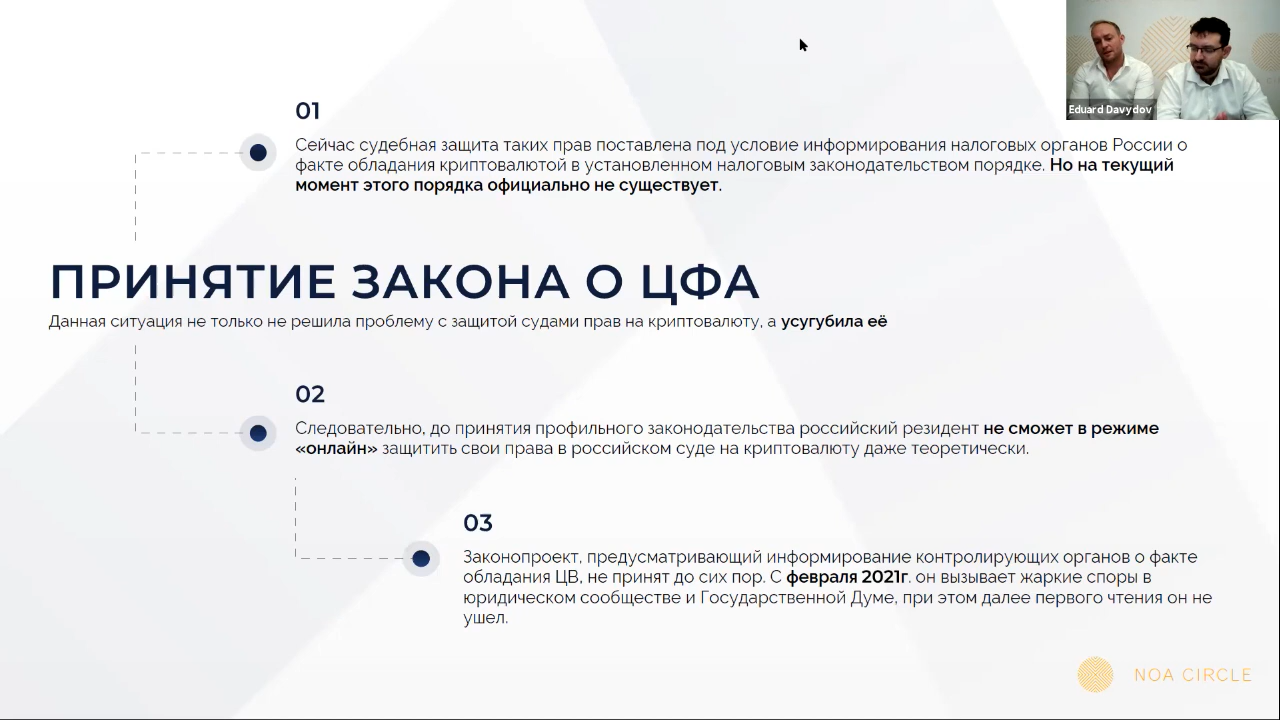 Eduard Davydov
01
Сейчас судебная защита таких прав поставлена под условие информирования налоговых органов России о
факте обладания криптовалютой в установленном налоговым законодательством порядке. Но на текущий
момент этого порядка официально не существует.
ПРИНЯТИЕ ЗАКОНА О ЦФА
Данная ситуация не только не решила проблему с защитой судами прав на криптовалюту, а усугубила её
02
Следовательно, до принятия профильного законодательства российский резидент не сможет в режиме
«онлайн» защитить свои права в российском суде на криптовалюту даже теоретически.
03
Законопроект, предусматривающий информирование контролирующих органов о факте
обладания ЦВ, не принят до сих пор. С февраля 2021г. он вызывает жаркие споры в
юридическом сообществе и Государственной Думе, при этом далее первого чтения он не
ушел.
NOA CIRCLE